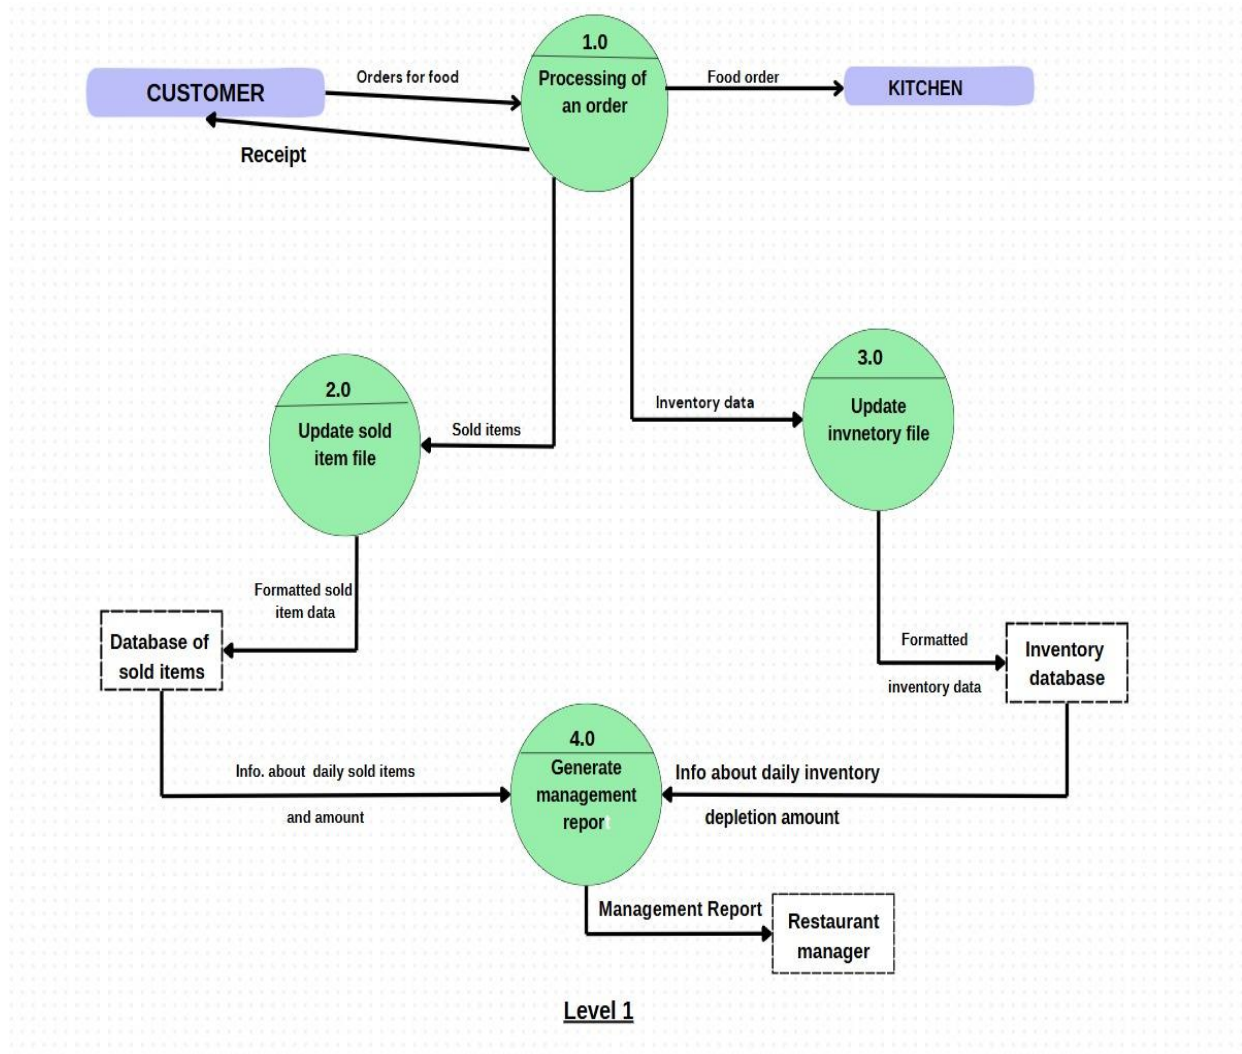 1.0
Orders for food
Processing of
an order
Food order
CUSTOMER
KITCHEN
Receipt
3.0
2.0
Inventory data
Update
invnetory file
Sold items
Update sold
item file
Formatted sold
item data
Database of
sold items
Formatted
inventory data
Inventory
database
4.0
Generate
management
report
Info. about daily sold items
and amount
Info about daily inventory
depletion amount
Management Report
Restaurant
manager
Level 1